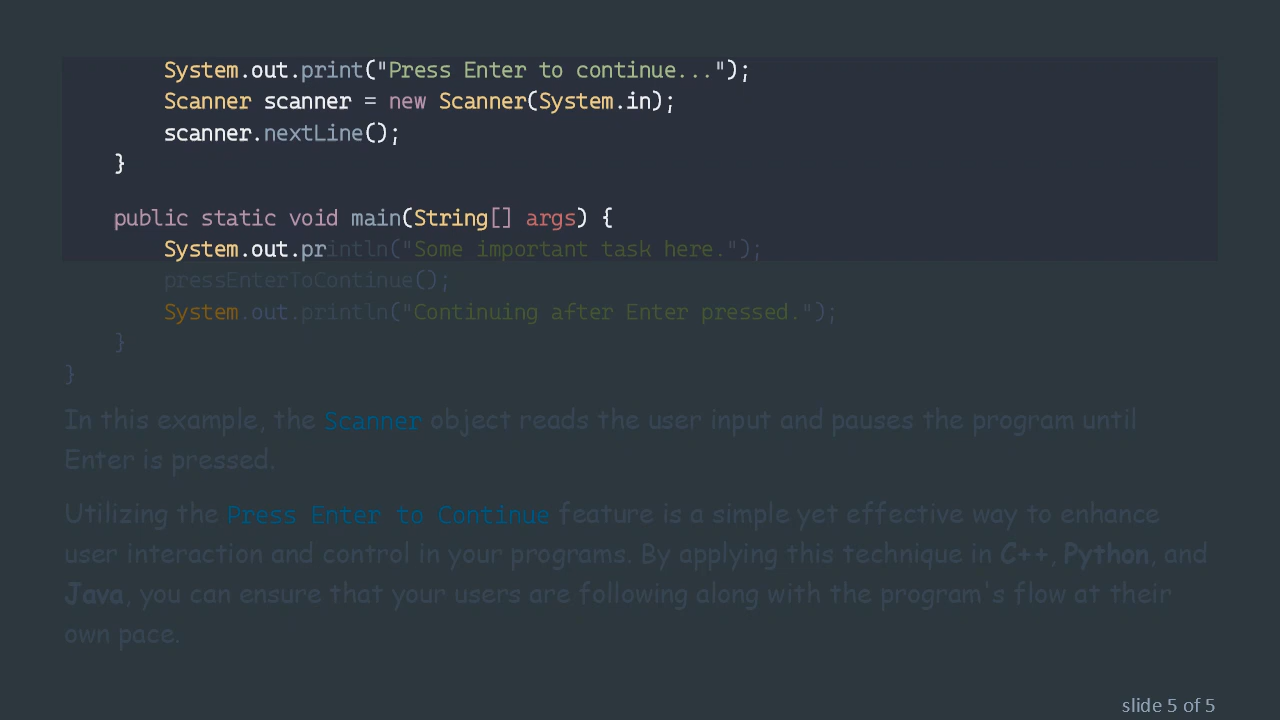 System.out.print("Press Enter to continue...");
Scanner scanner = new Scanner(System.in);
scanner.nextLine();
}
public static void main(String[] args) {
System.out.println("Some important task here.");
pressEnterToContinue();
System.out.println("Continuing after Enter pressed.");
}
}
In this example, the Scanner object reads the user input and pauses the program until
Enter is pressed.
Utilizing the Press Enter to Continue feature is a simple yet effective way to enhance
user interaction and control in your programs. By applying this technique in C++, Python, and
Java, you can ensure that your users are following along with the program's flow at their
own pace.
slide 5 of 5